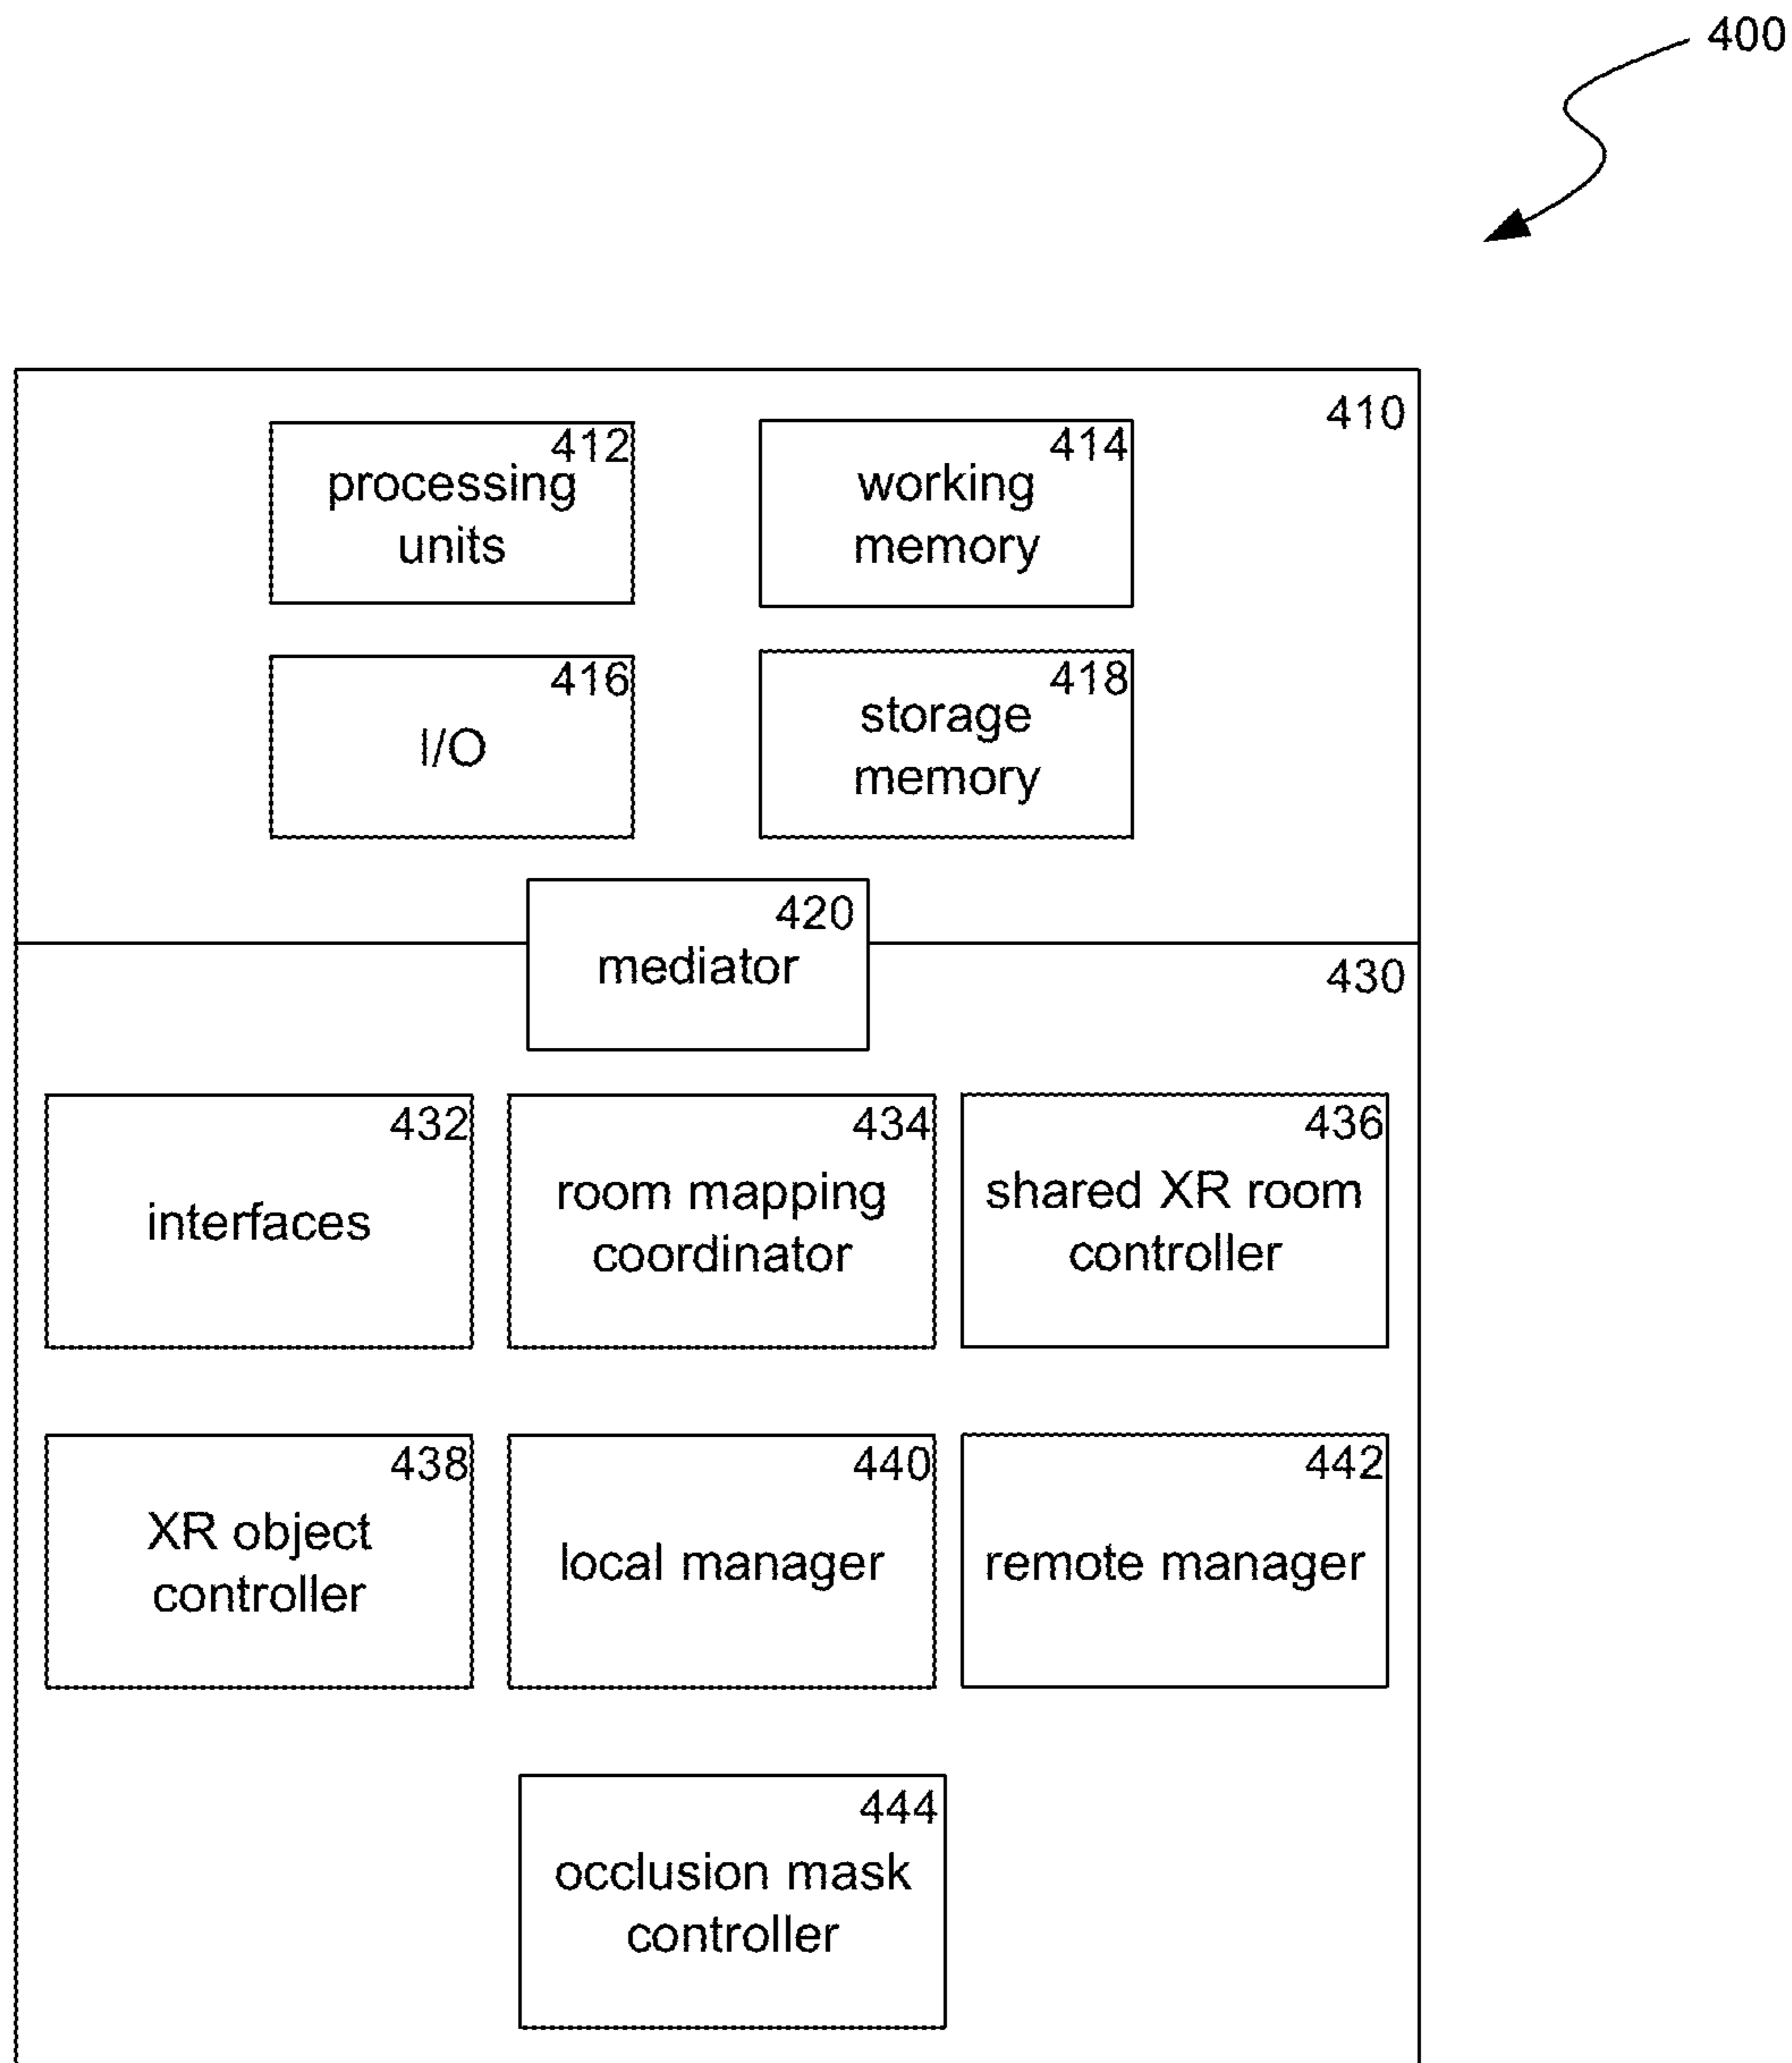 400
410
412
processing
units
414
working
memory
416
I/O
418
storage
memory
420
mediator
430
432
interfaces
434
room mapping
coordinator
436
shared XR room
controller
438
XR object
controller
440
local manager
442
remote manager
444
occlusion mask
controller